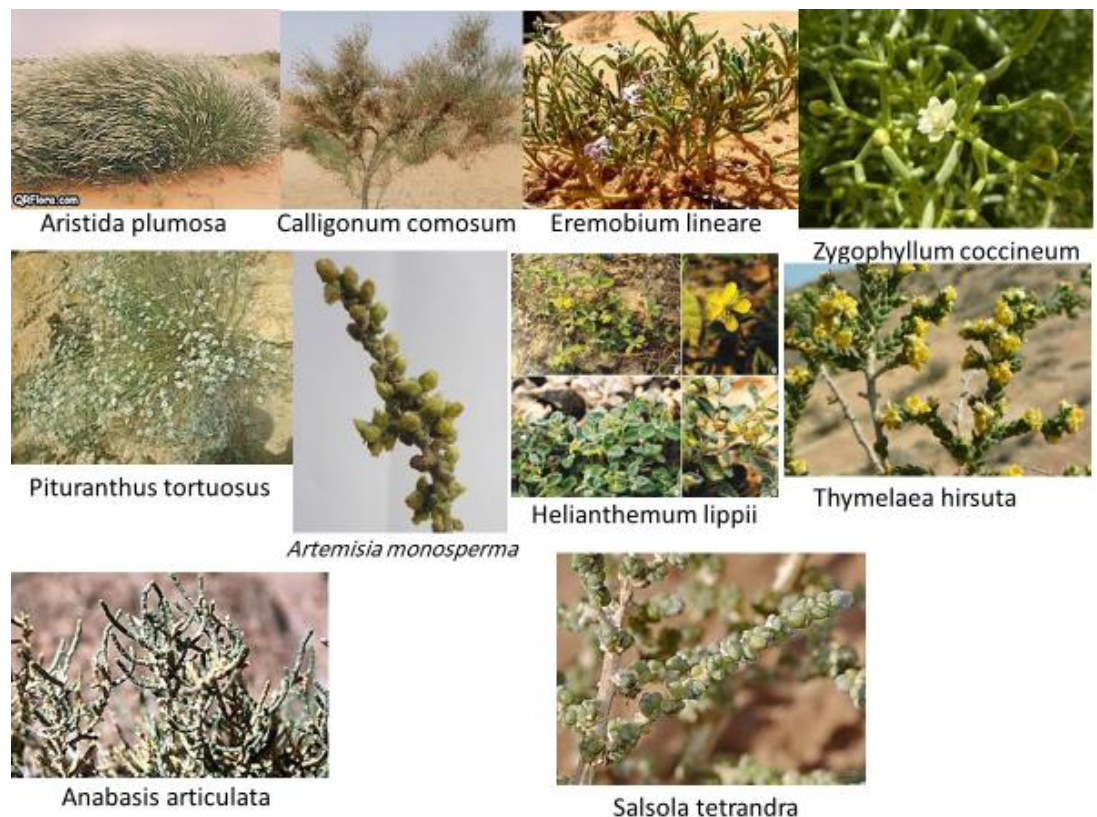 QRFlora.com
Aristida plumosa
Calligonum comosum
Eremobium lineare
Zygophyllum coccineum
Pituranthus tortuosus
Artemisia monosperma
Helianthemum lippii
Thymelaea hirsuta
Anabasis articulata
Salsola tetrandra